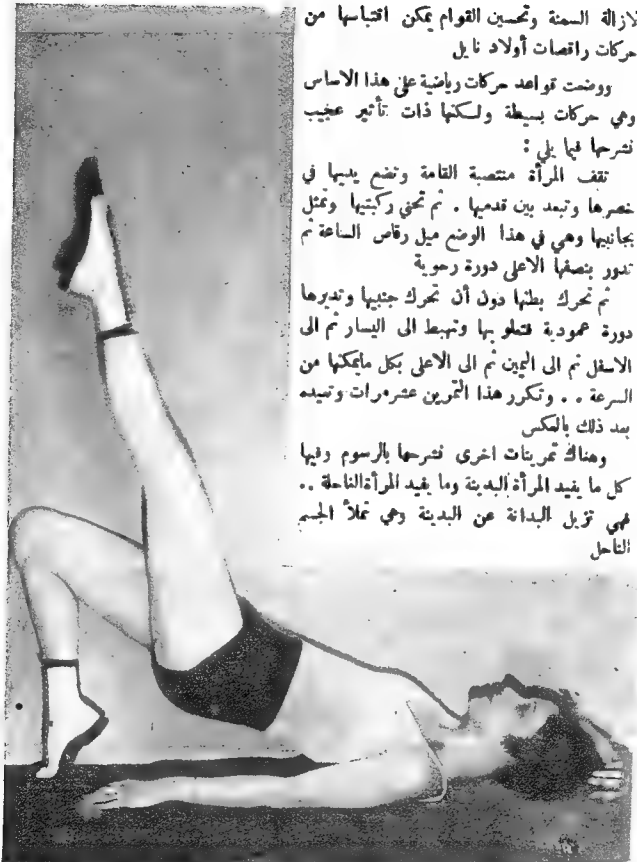 لازالة السمنة وتحسين القوام يمكن اقتباسها من
حركات راقصات أولاد نايل
ووضعت قواعد حركات رياضية على هذا الاساس
وهي حركات بسيطة ولكنها ذات تأثير عجيب
نشرحها فيما يلي :
تقف المرأة منتصبة القامة وتضع يديها في
خصرها وتبعد بين قدميها . ثم تحني ركبتيها وتمثل
بجانبيها وهي في هذا الوضع ميل رقاص الساعة ثم
تدور بنصفها الاعلى دورة رحوية
ثم تحرك بطنها دون أن تحرك جنبيها وتديرها
دورة عمودية فتعلو بها وتهبط الى اليسار ثم الى
الاسفل ثم الى اليمين ثم الى الاعلى بكل مايمكنها من
السرعة . . وتكرر هذا التمرين عشر مرات وتعيده
بعد ذلك بالعكس
وهناك تمرينات اخرى نشرحها بالرسوم وفيها
كل ما يفيد المرأة البدينة وما يفيد المرأة الناحلة ..
فهي تزيل البدانة عن البدينة وهي تملأ الجسم
الناحل